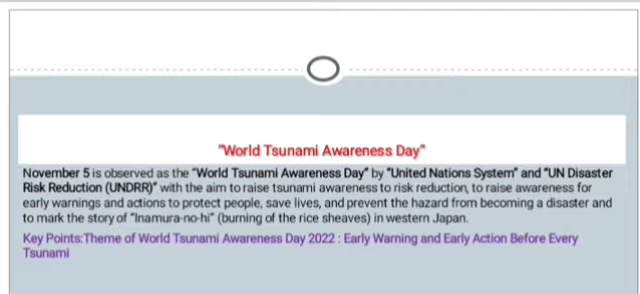 "World Tsunami Awareness Day"
November 5 is observed as the "World Tsunami Awareness Day" by "United Nations System" and "UN Disaster
Risk Reduction (UNDRR)" with the aim to raise tsunami awareness to risk reduction, to raise awareness for
early warnings and actions to protect people, save lives, and prevent the hazard from becoming a disaster and
to mark the story of "Inamura-no-hi" (burning of the rice sheaves) in western Japan.
Key Points:Theme of World Tsunami Awareness Day 2022 : Early Warning and Early Action Before Every
Tsunami